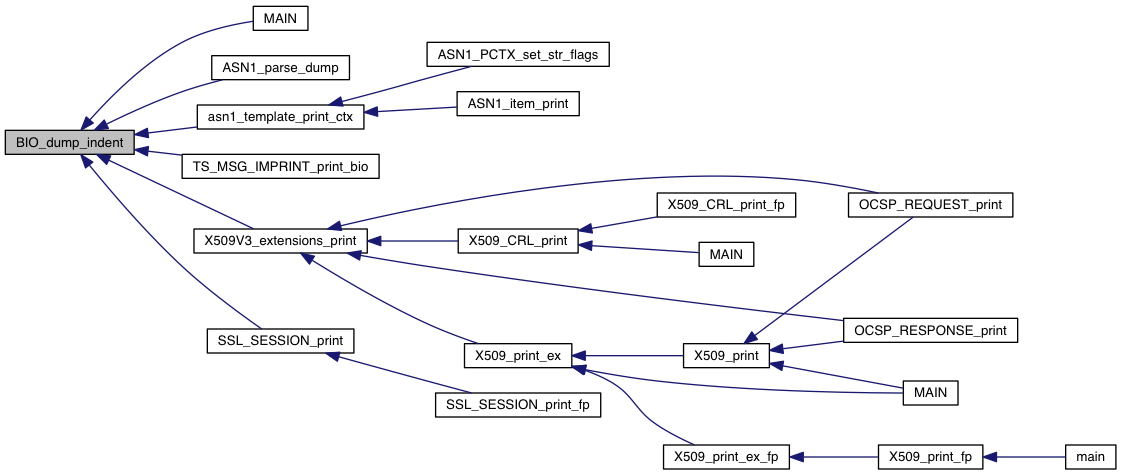 MAIN
ASN1_PCTX_set_str_flags
ASN1_parse_dump
ASN1_item_print
asn1_template_print_ctx
BIO_dump_indent
TS_MSG_IMPRINT_print_bio
X509_CRL_print_fp
OCSP_REQUEST_print
X509V3_extensions_print
X509_CRL_print
MAIN
OCSP_RESPONSE_print
SSL_SESSION_print
X509_print_ex
X509_print
MAIN
SSL_SESSION_print_fp
X509_print_ex_fp
X509_print_fp
main